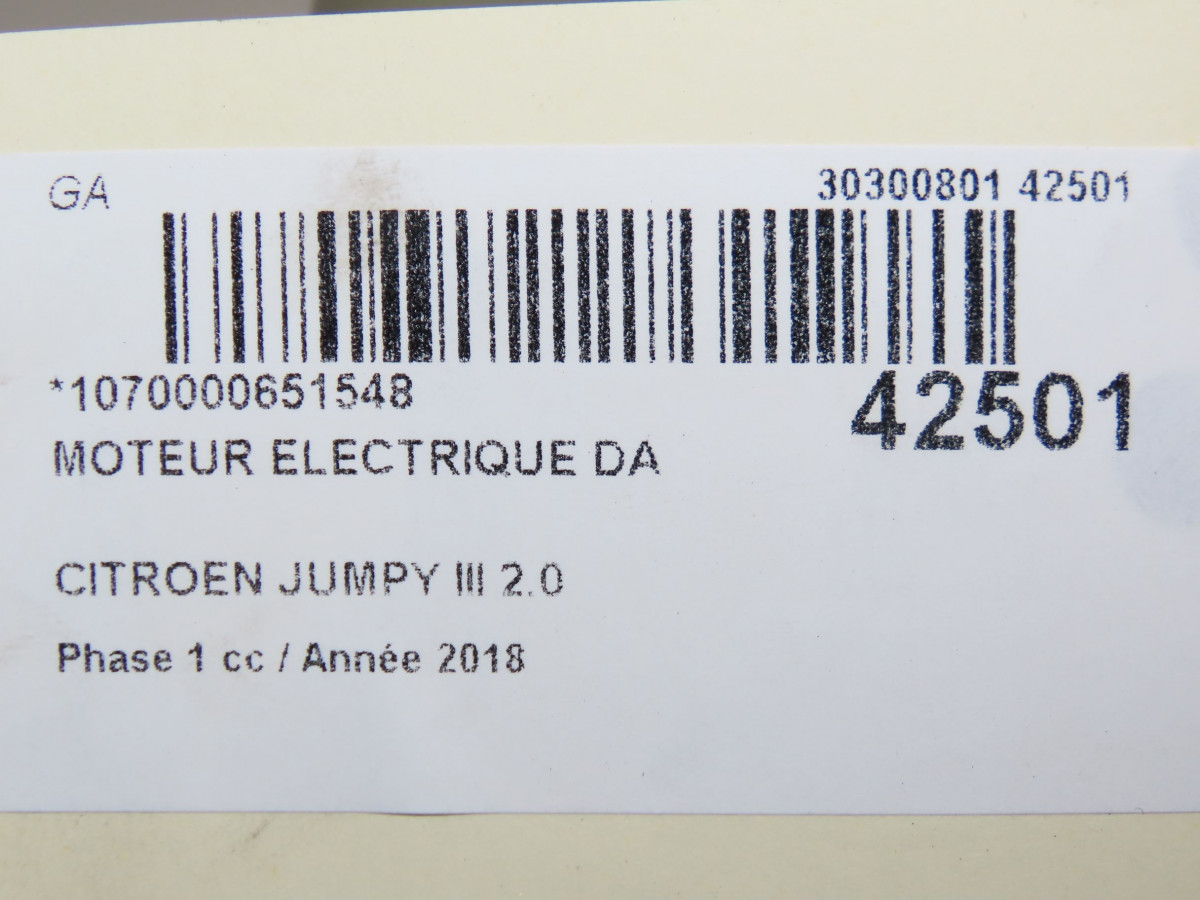 GA
30300801 42501
*1070000651548
42501
MOTEUR ELECTRIQUE DA
CITROEN JUMPY III 2.0
Phase 1 cc / Année 2018